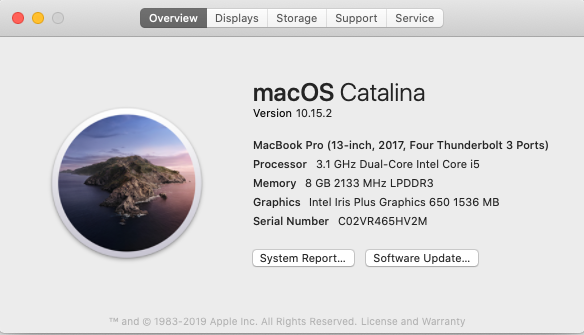 Overview Displays Storage Support Service
macOS Catalina
Version 10.15.2
MacBook Pro (13-inch, 2017, Four Thunderbolt 3 Ports)
Processor 3.1 GHz Dual-Core Intel Core i5
Memory 8 GB 2133 MHz LPDDR3
Graphics Intel Iris Plus Graphics 650 1536 MB
Serial Number C02VR465HV2M
System Report... Software Update...
™ and © 1983-2019 Apple Inc. All Rights Reserved. License and Warranty